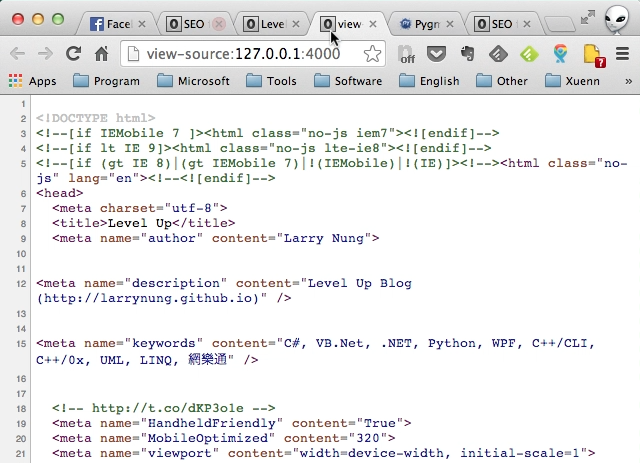 Face
SEO
SEO
Level
view-
Pygm
SEO
view-source:127.0.0.1:4000
off
7
Apps
Program
Microsoft
Tools
Software
English
Other
Xuenn
1
2 <!DOCTYPE html>
3 <!--[if IEMobile 7 ]><html class="no-js iem7"><![endif]-->
4 <!--[if lt IE 9]><html class="no-js lte-ie8"><![endif]-->
5 <!--[if (gt IE 8)|(gt IEMobile 7)|!(IEMobile)|!(IE)]><!--><html class="no-
js" lang="en"><!--<![endif]-->
6 <head>
7 <meta charset="utf-8">
8 <title>Level Up</title>
9 <meta name="author" content="Larry Nung">
10
11
12 <meta name="description" content="Level Up Blog
(http://larrynung.github.io)" />
13
14
15 <meta name="keywords" content="C#, VB.Net, .NET, Python, WPF, C++/CLI,
C++/0x, UML, LINQ, 網樂通" />
16
17
18 <!-- http://t.co/dKP3o1e -->
19 <meta name="HandheldFriendly" content="True">
20 <meta name="MobileOptimized" content="320">
21 <meta name="viewport" content="width=device-width, initial-scale=1">